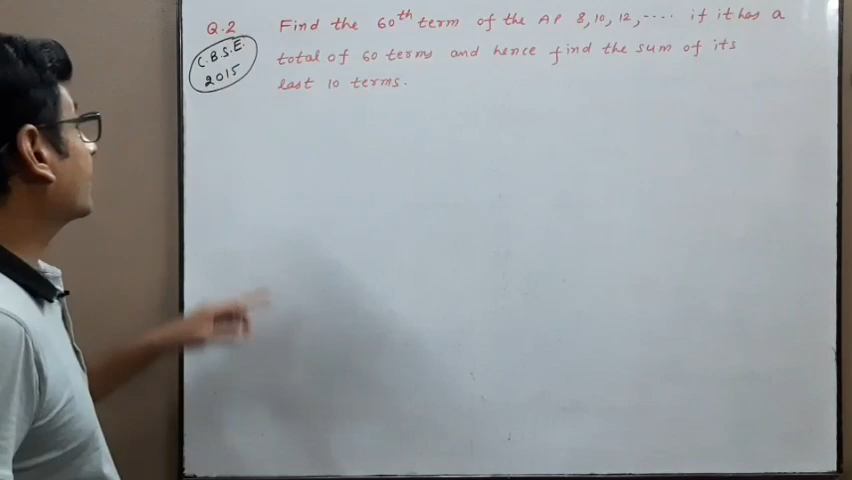 Q.2 Find the 60th term of the AP 8, 10, 12, ---- if it has a
C.B.S.E. 2015 total of 60 terms and hence find the sum of its
last 10 terms.